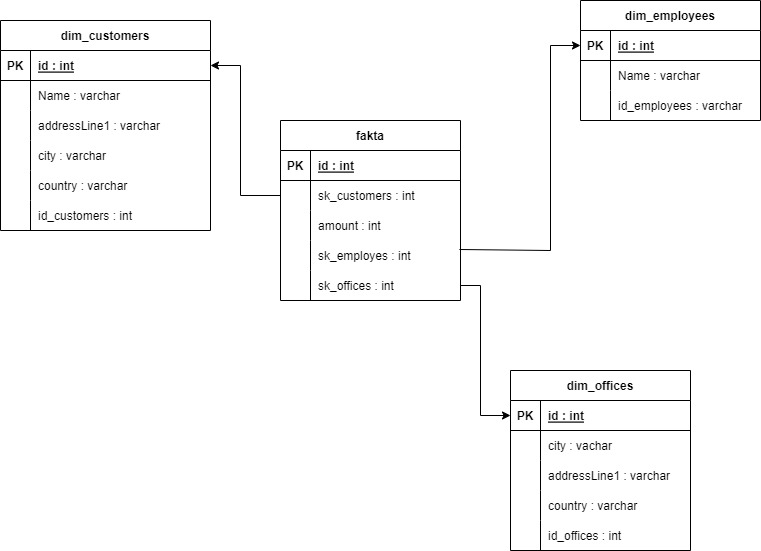 dim_customers
PK id : int
Name : varchar
addressLine1 : varchar
city : varchar
country : varchar
id_customers : int
fakta
PK id : int
sk_customers : int
amount : int
sk_employes : int
sk_offices : int
dim_employees
PK id : int
Name : varchar
id_employees : varchar
dim_offices
PK id : int
city : vachar
addressLine1 : varchar
country : varchar
id_offices : int